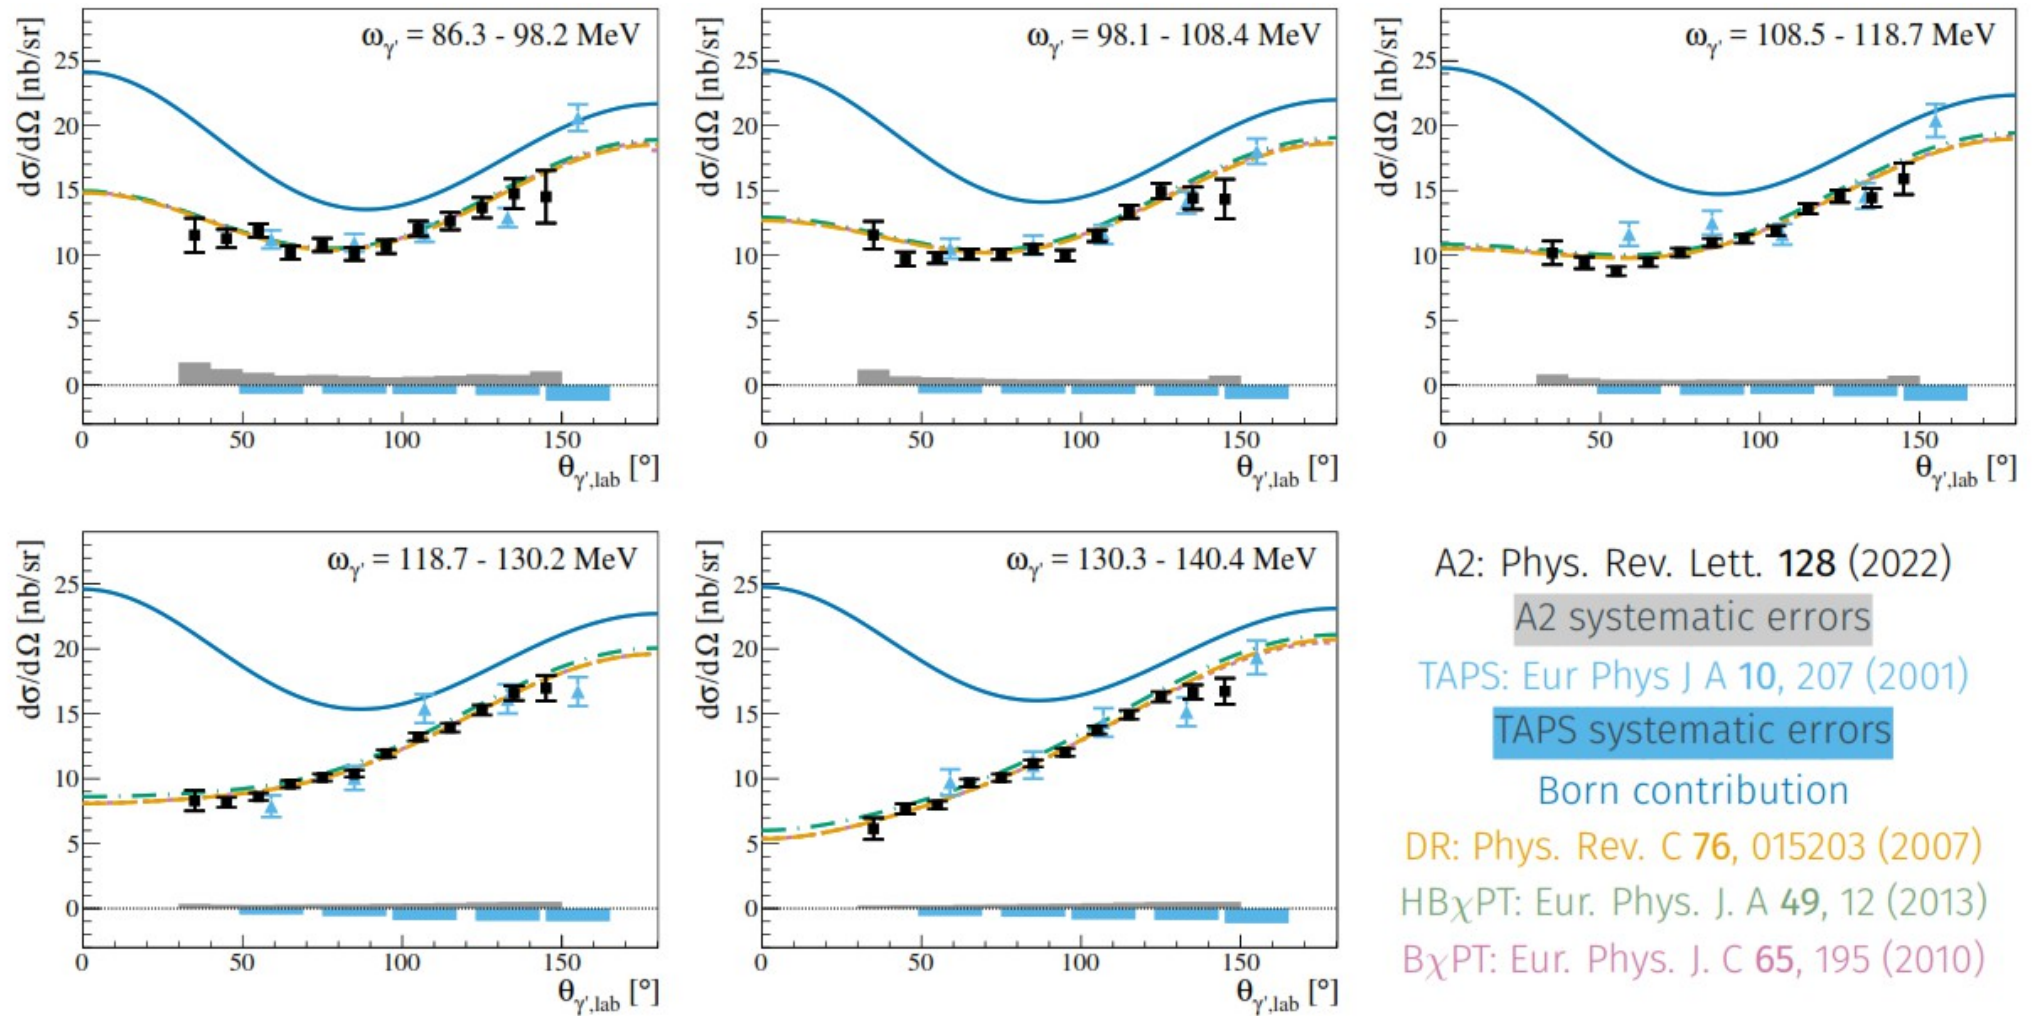 ωγ' = 86.3 - 98.2 MeV
dσ/dΩ [nb/sr]
25
20
15
10
5
0
0 50 100 150
θγ',lab [°]
ωγ' = 98.1 - 108.4 MeV
dσ/dΩ [nb/sr]
25
20
15
10
5
0
0 50 100 150
θγ',lab [°]
ωγ' = 108.5 - 118.7 MeV
dσ/dΩ [nb/sr]
25
20
15
10
5
0
0 50 100 150
θγ',lab [°]
ωγ' = 118.7 - 130.2 MeV
dσ/dΩ [nb/sr]
25
20
15
10
5
0
0 50 100 150
θγ',lab [°]
ωγ' = 130.3 - 140.4 MeV
dσ/dΩ [nb/sr]
25
20
15
10
5
0
0 50 100 150
θγ',lab [°]
A2: Phys. Rev. Lett. 128 (2022)
A2 systematic errors
TAPS: Eur Phys J A 10, 207 (2001)
TAPS systematic errors
Born contribution
DR: Phys. Rev. C 76, 015203 (2007)
HBχPT: Eur. Phys. J. A 49, 12 (2013)
BχPT: Eur. Phys. J. C 65, 195 (2010)